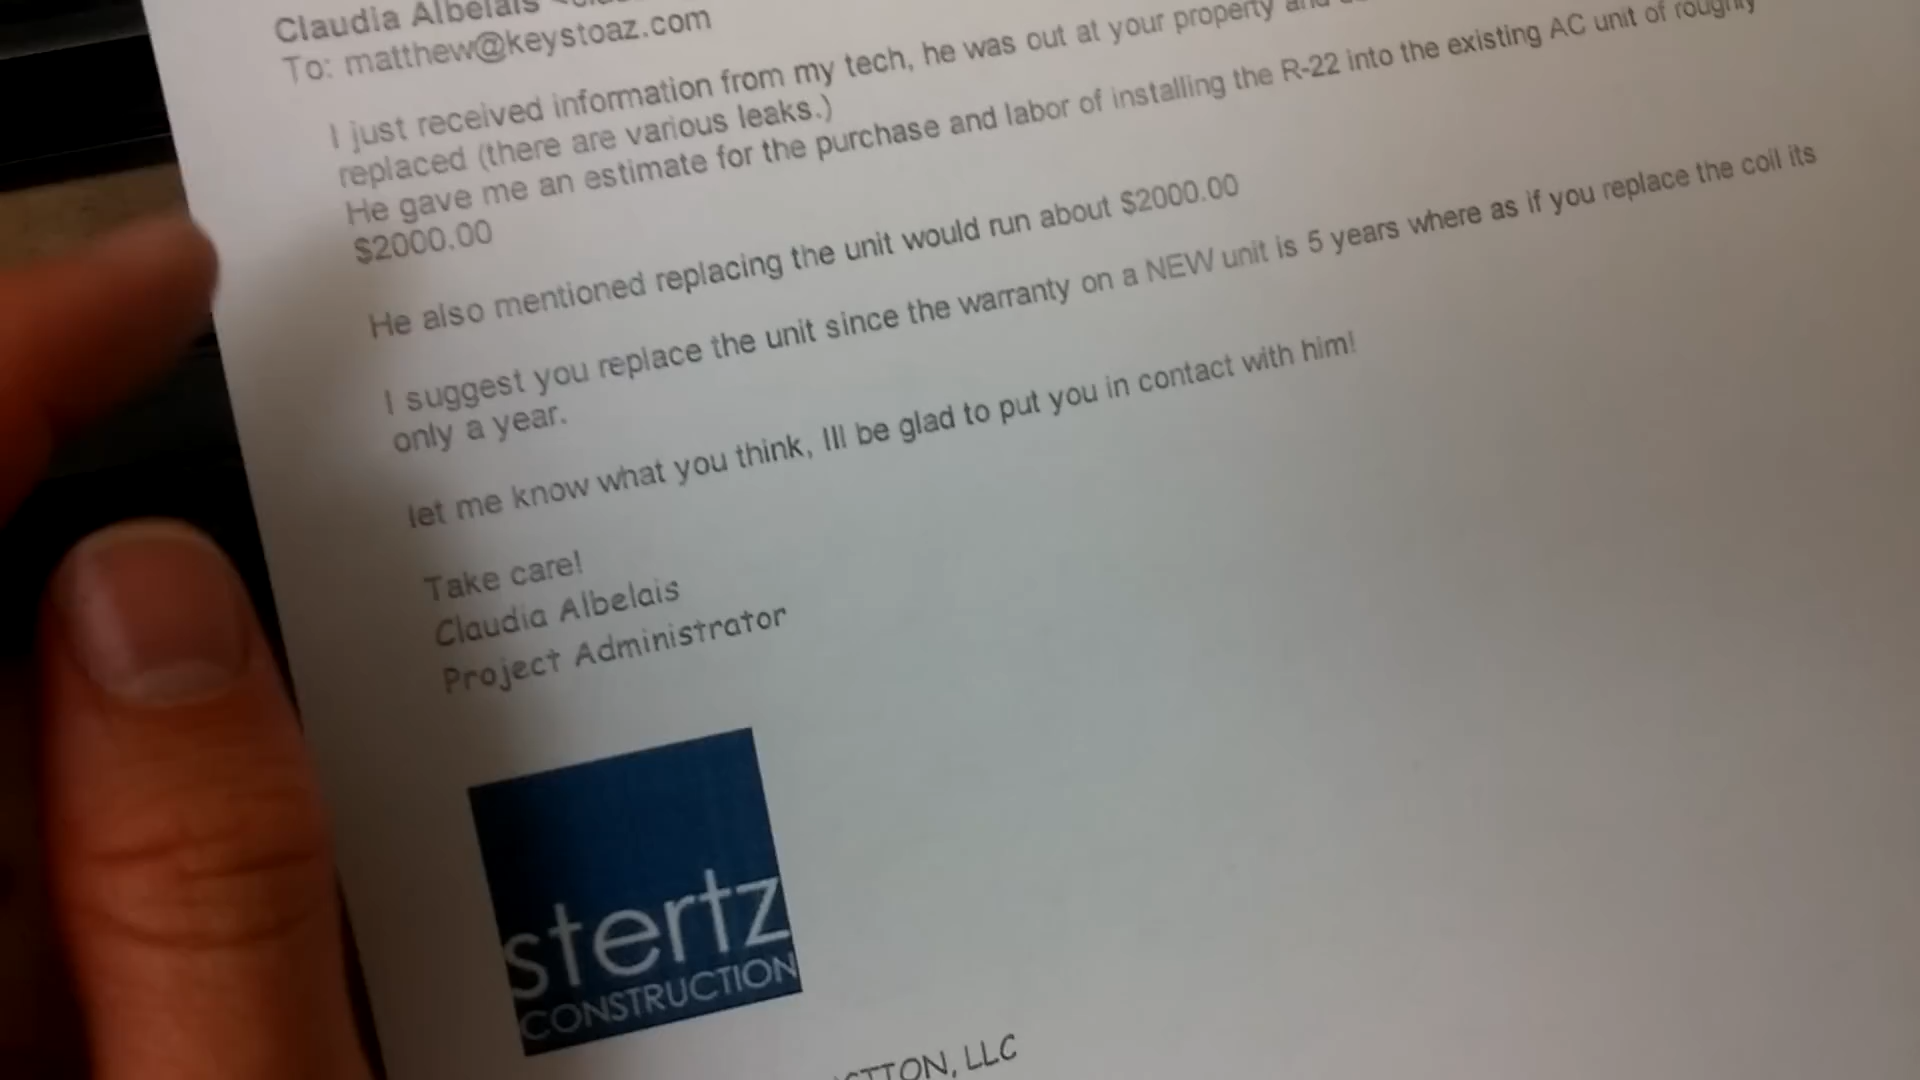 Claudia Albelais
To: matthew@keystoaz.com
I just received information from my tech, he was out at your property and
replaced (there are various leaks.)
He gave me an estimate for the purchase and labor of installing the R-22 into the existing AC unit of roughly
$2000.00
He also mentioned replacing the unit would run about $2000.00
I suggest you replace the unit since the warranty on a NEW unit is 5 years where as if you replace the coil its
only a year.
let me know what you think, Ill be glad to put you in contact with him!
Take care!
Claudia Albelais
Project Administrator
stertz
CONSTRUCTION
LLC